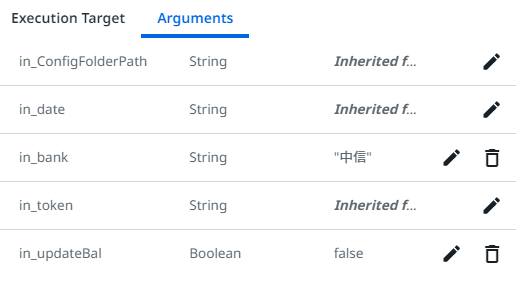 Execution Target Arguments
in_ConfigFolderPath String Inherited f...
in_date String Inherited f...
in_bank String "中信"
in_token String Inherited f...
in_updateBal Boolean false